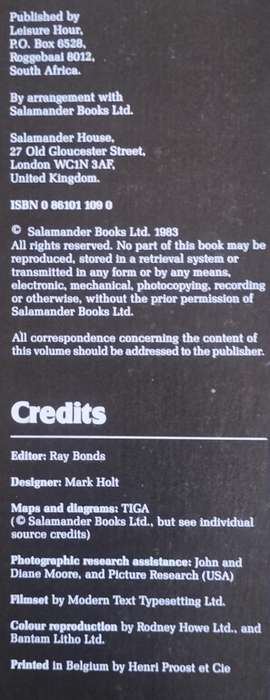 Published by
Leisure Hour,
P.O. Box 6528,
Roggebaai 8012,
South Africa.
By arrangement with
Salamander Books Ltd.
Salamander House,
27 Old Gloucester Street,
London WC1N 3AF,
United Kingdom.
ISBN 0 86101 109 0
© Salamander Books Ltd. 1983
All rights reserved. No part of this book may be
reproduced, stored in a retrieval system or
transmitted in any form or by any means,
electronic, mechanical, photocopying, recording
or otherwise, without the prior permission of
Salamander Books Ltd.
All correspondence concerning the content of
this volume should be addressed to the publisher.
Credits
Editor: Ray Bonds
Designer: Mark Holt
Maps and diagrams: TIGA
(© Salamander Books Ltd., but see individual
source credits)
Photographic research assistance: John and
Diane Moore, and Picture Research (USA)
Filmset by Modern Text Typesetting Ltd.
Colour reproduction by Rodney Howe Ltd., and
Bantam Litho Ltd.
Printed in Belgium by Henri Proost et Cie